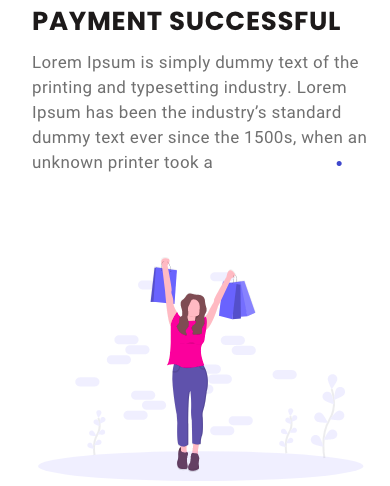 PAYMENT SUCCESSFUL
Lorem Ipsum is simply dummy text of the
printing and typesetting industry. Lorem
Ipsum has been the industry’s standard
dummy text ever since the 1500s, when an
unknown printer took a